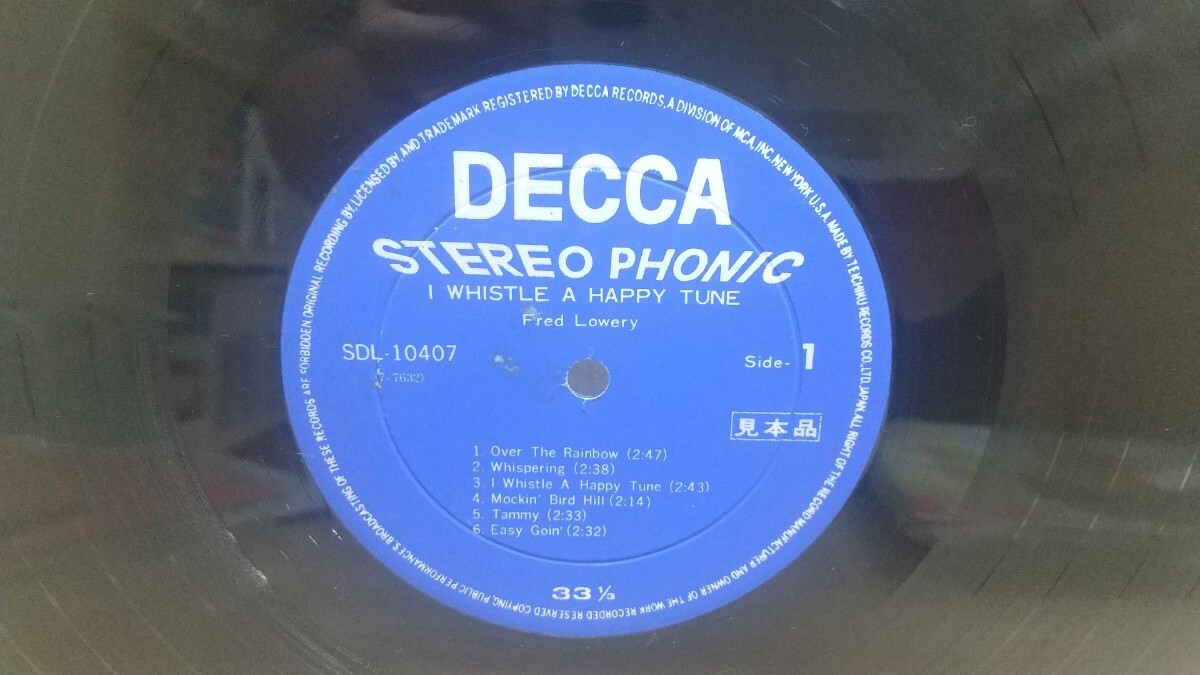 DECCA
STEREO PHONIC
I WHISTLE A HAPPY TUNE
Fred Lowery
SDL-10407
7-7632)
Side-1
見本品
1. Over The Rainbow (2:47)
2. Whispering (2:38)
3. I Whistle A Happy Tune (2:43)
4. Mockin' Bird Hill (2:14)
5. Tammy (2:33)
6. Easy Goin' (2:32)
33 1/3
ORIGINAL RECORDING BY, LICENSED BY, AND TRADEMARK REGISTERED BY DECCA RECORDS, A DIVISION OF MCA, INC. NEW YORK U.S.A. MADE BY TEICHIKU RECORDS CO., LTD. JAPAN, ALL RIGHT OF THE RECORD MANUFACTURER AND OWNER OF THE WORK RECORDED RESERVED COPYING, PUBLIC PERFORMANCES BROADCASTING OF THESE RECORDS ARE FORBIDDEN.